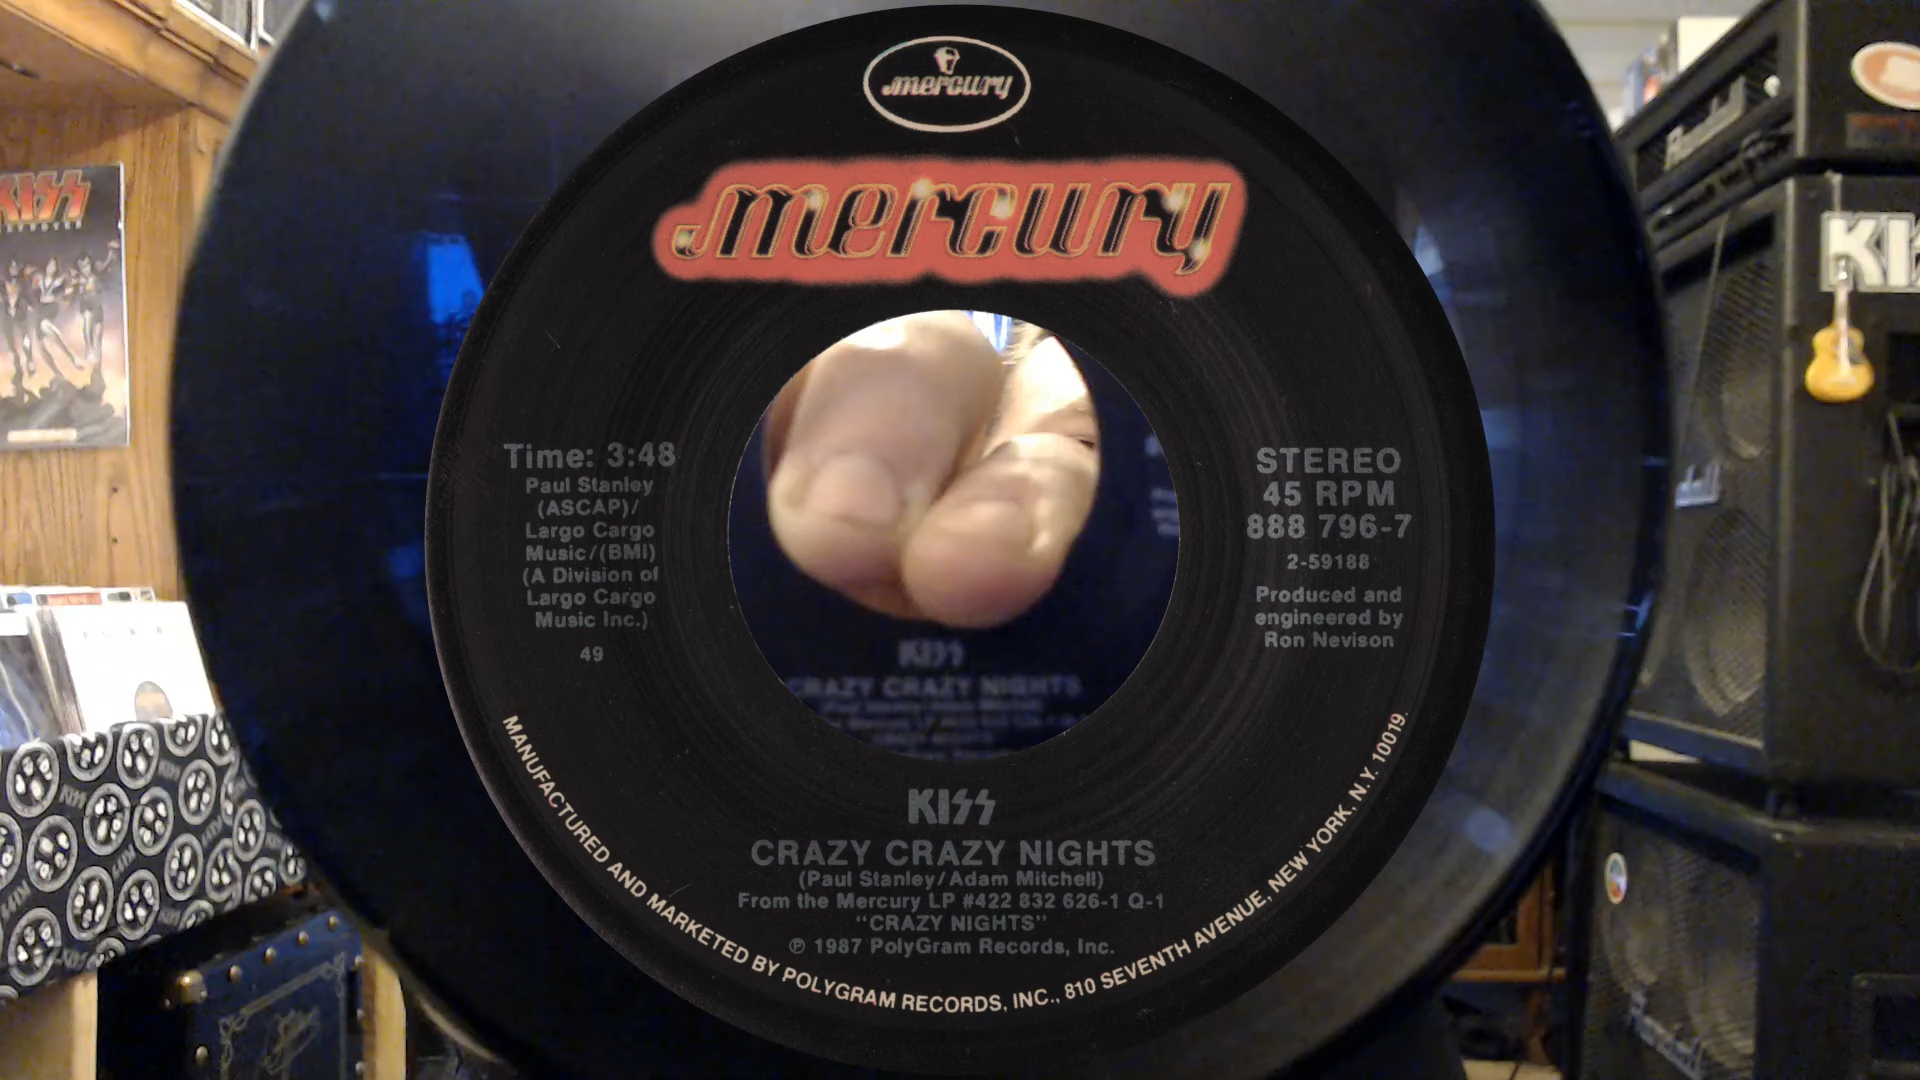 mercury
mercury
Time: 3:48
Paul Stanley
(ASCAP)/
Largo Cargo
Music/(BMI)
(A Division of
Largo Cargo
Music Inc.)
49
STEREO
45 RPM
888 796-7
2-59188
Produced and
engineered by
Ron Nevison
KISS
CRAZY CRAZY NIGHTS
KISS
CRAZY CRAZY NIGHTS
(Paul Stanley/Adam Mitchell)
From the Mercury LP #422 832 626-1 Q-1
"CRAZY NIGHTS"
℗ 1987 PolyGram Records, Inc.
MANUFACTURED AND MARKETED BY POLYGRAM RECORDS, INC., 810 SEVENTH AVENUE, NEW YORK, N.Y. 10019.
KISS